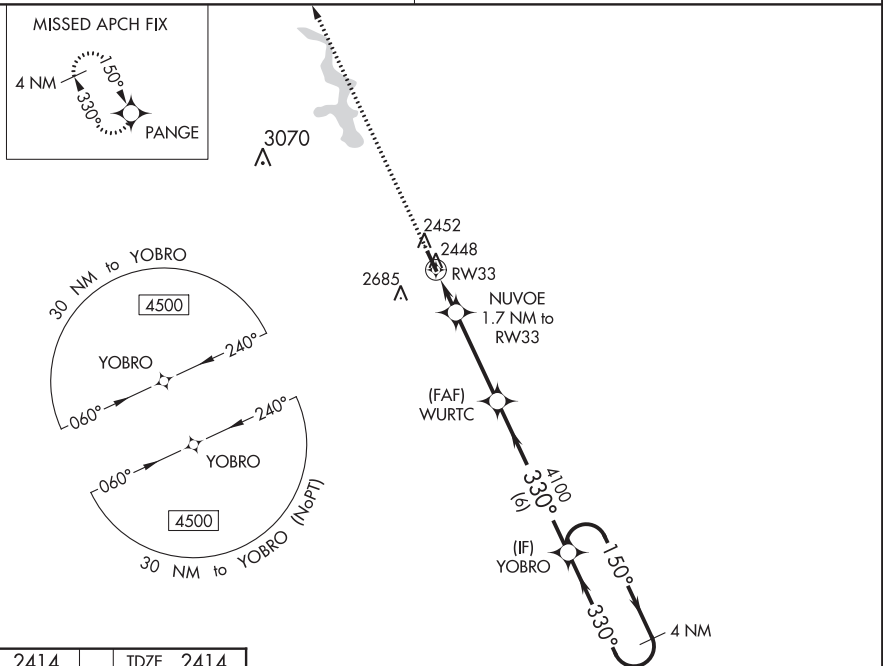 MISSED APCH FIX
4 NM
150°
330°
PANGE
3070
2452
2448
RW33
2685
NUVOE
1.7 NM to
RW33
30 NM to YOBRO
4500
YOBRO
240°
060°
(FAF)
WURTC
240°
YOBRO
060°
4500
30 NM to YOBRO (NoPT)
4100
330°
(6)
(IF)
YOBRO
150°
330°
4 NM
2414
TDZE 2414